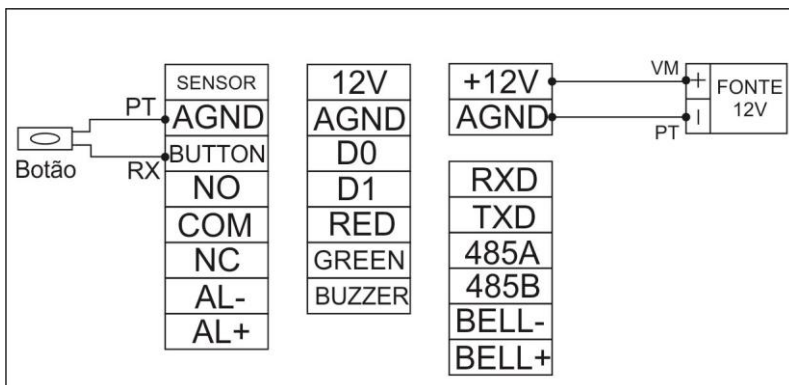 PT
RX
Botão
SENSOR
AGND
BUTTON
NO
COM
NC
AL-
AL+
12V
AGND
D0
D1
RED
GREEN
BUZZER
+12V
AGND
RXD
TXD
485A
485B
BELL-
BELL+
VM
PT
+
-
FONTE
12V